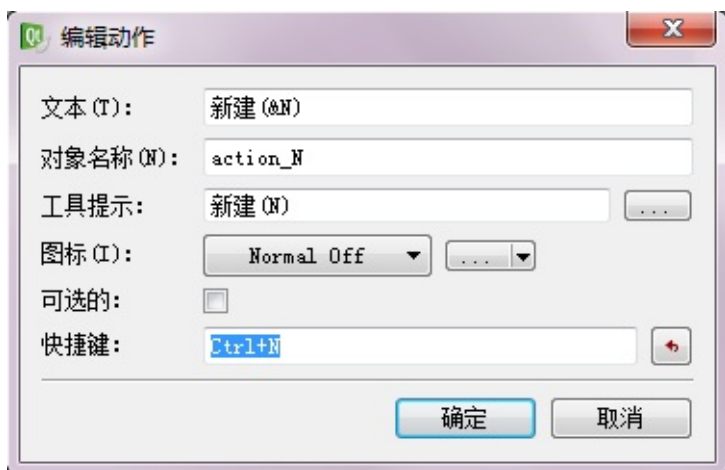 Qt 编辑动作
文本(T): 新建(&N)
对象名称(N): action_N
工具提示: 新建(N) ...
图标(I): Normal Off ...
可选的:
快捷键: Ctrl+N
确定 取消